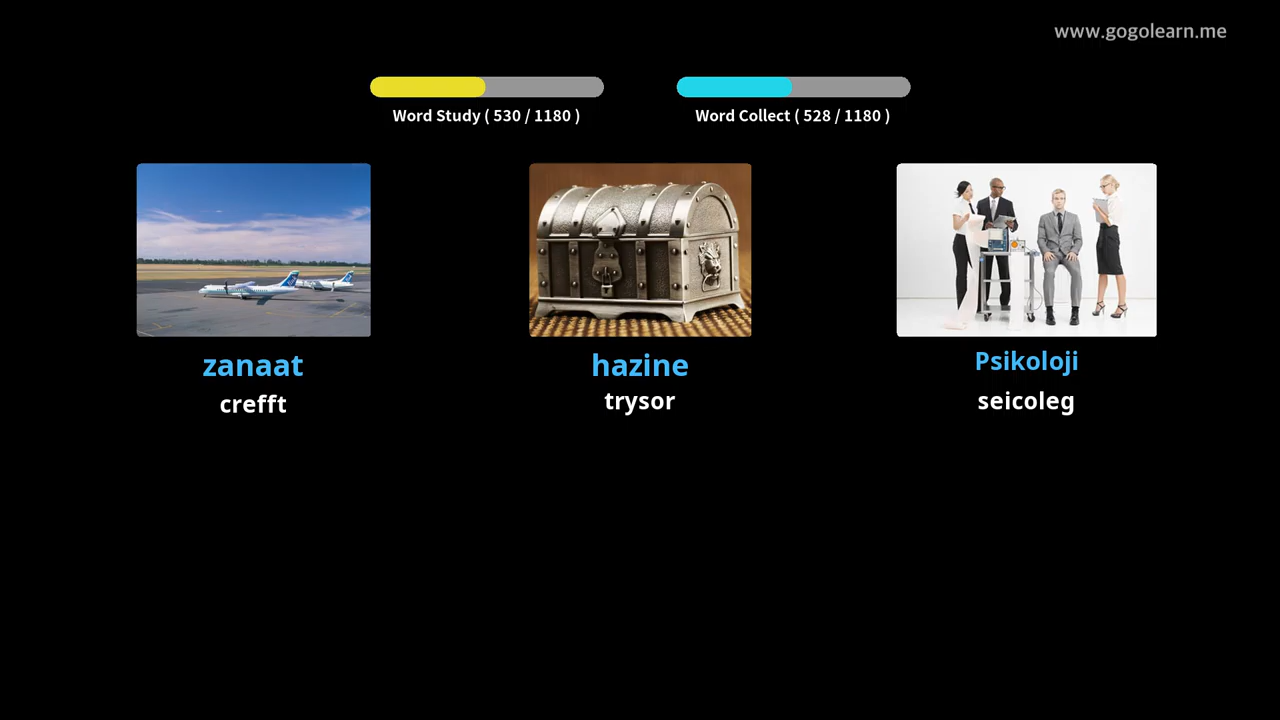 www.gogolearn.me
Word Study ( 530 / 1180 )
Word Collect ( 528 / 1180 )
zanaat
hazine
Psikoloji
crefft
trysor
seicoleg